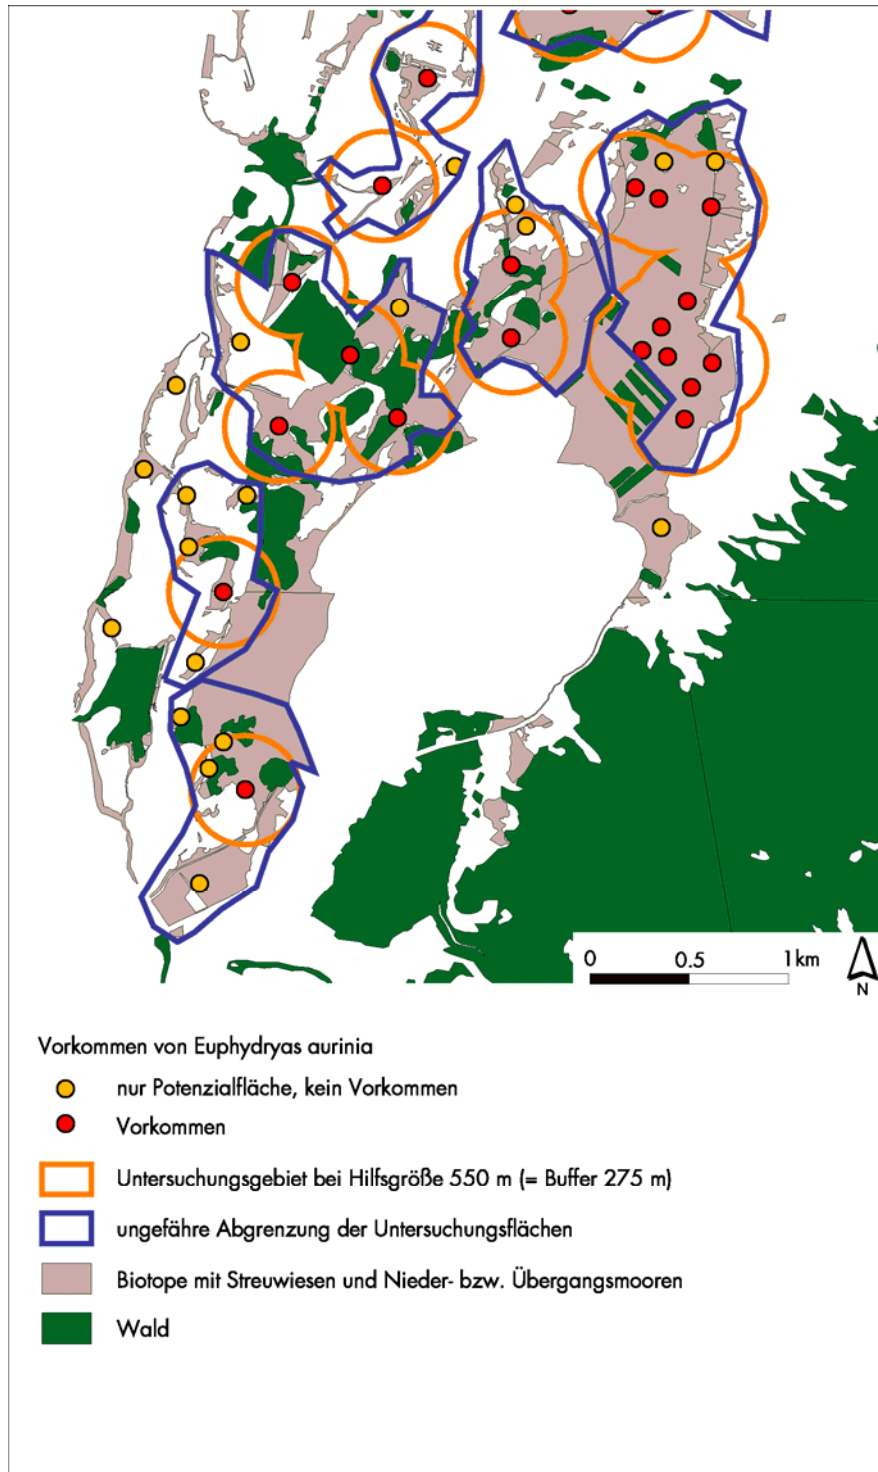 0 0.5 1km
N
Vorkommen von Euphydryas aurinia
nur Potenzialfläche, kein Vorkommen
Vorkommen
Untersuchungsgebiet bei Hilfsgröße 550 m (= Buffer 275 m)
ungefähre Abgrenzung der Untersuchungsflächen
Biotope mit Streuwiesen und Nieder- bzw. Übergangsmooren
Wald